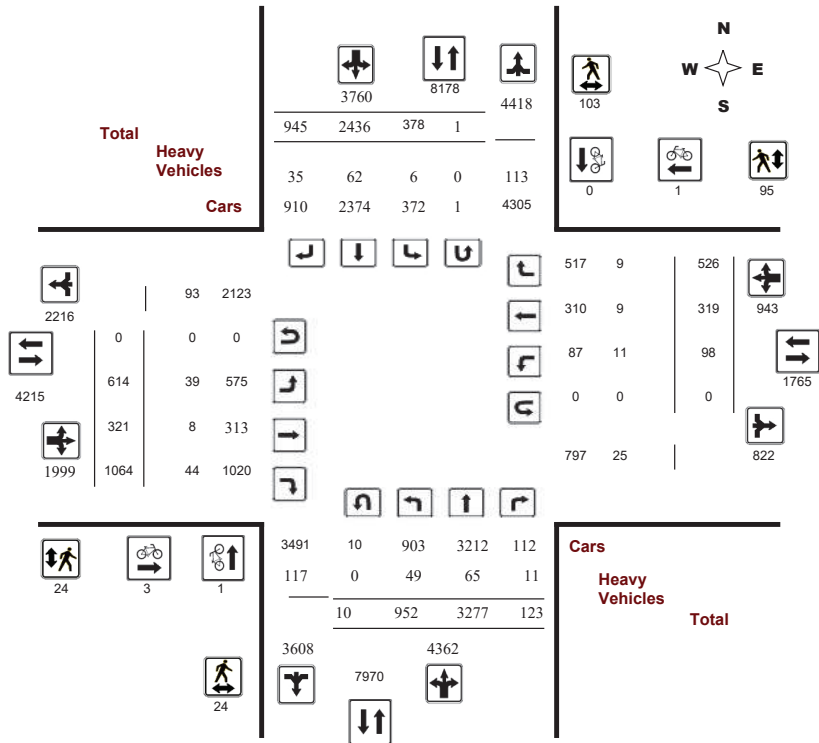 N
W E
S
3760
8178
4418
103
945 2436 378 1
Total
Heavy
Vehicles
35 62 6 0 113
Cars
910 2374 372 1 4305
0 1 95
2216
93 2123
517 9 526
943
0 0 0
310 9 319
4215
614 39 575
87 11 98
1765
321 8 313
0 0 0
1999
1064 44 1020
797 25
822
3491 10 903 3212 112
Cars
117 0 49 65 11
Heavy
Vehicles
24 3 1
10 952 3277 123
Total
3608 4362
7970
24